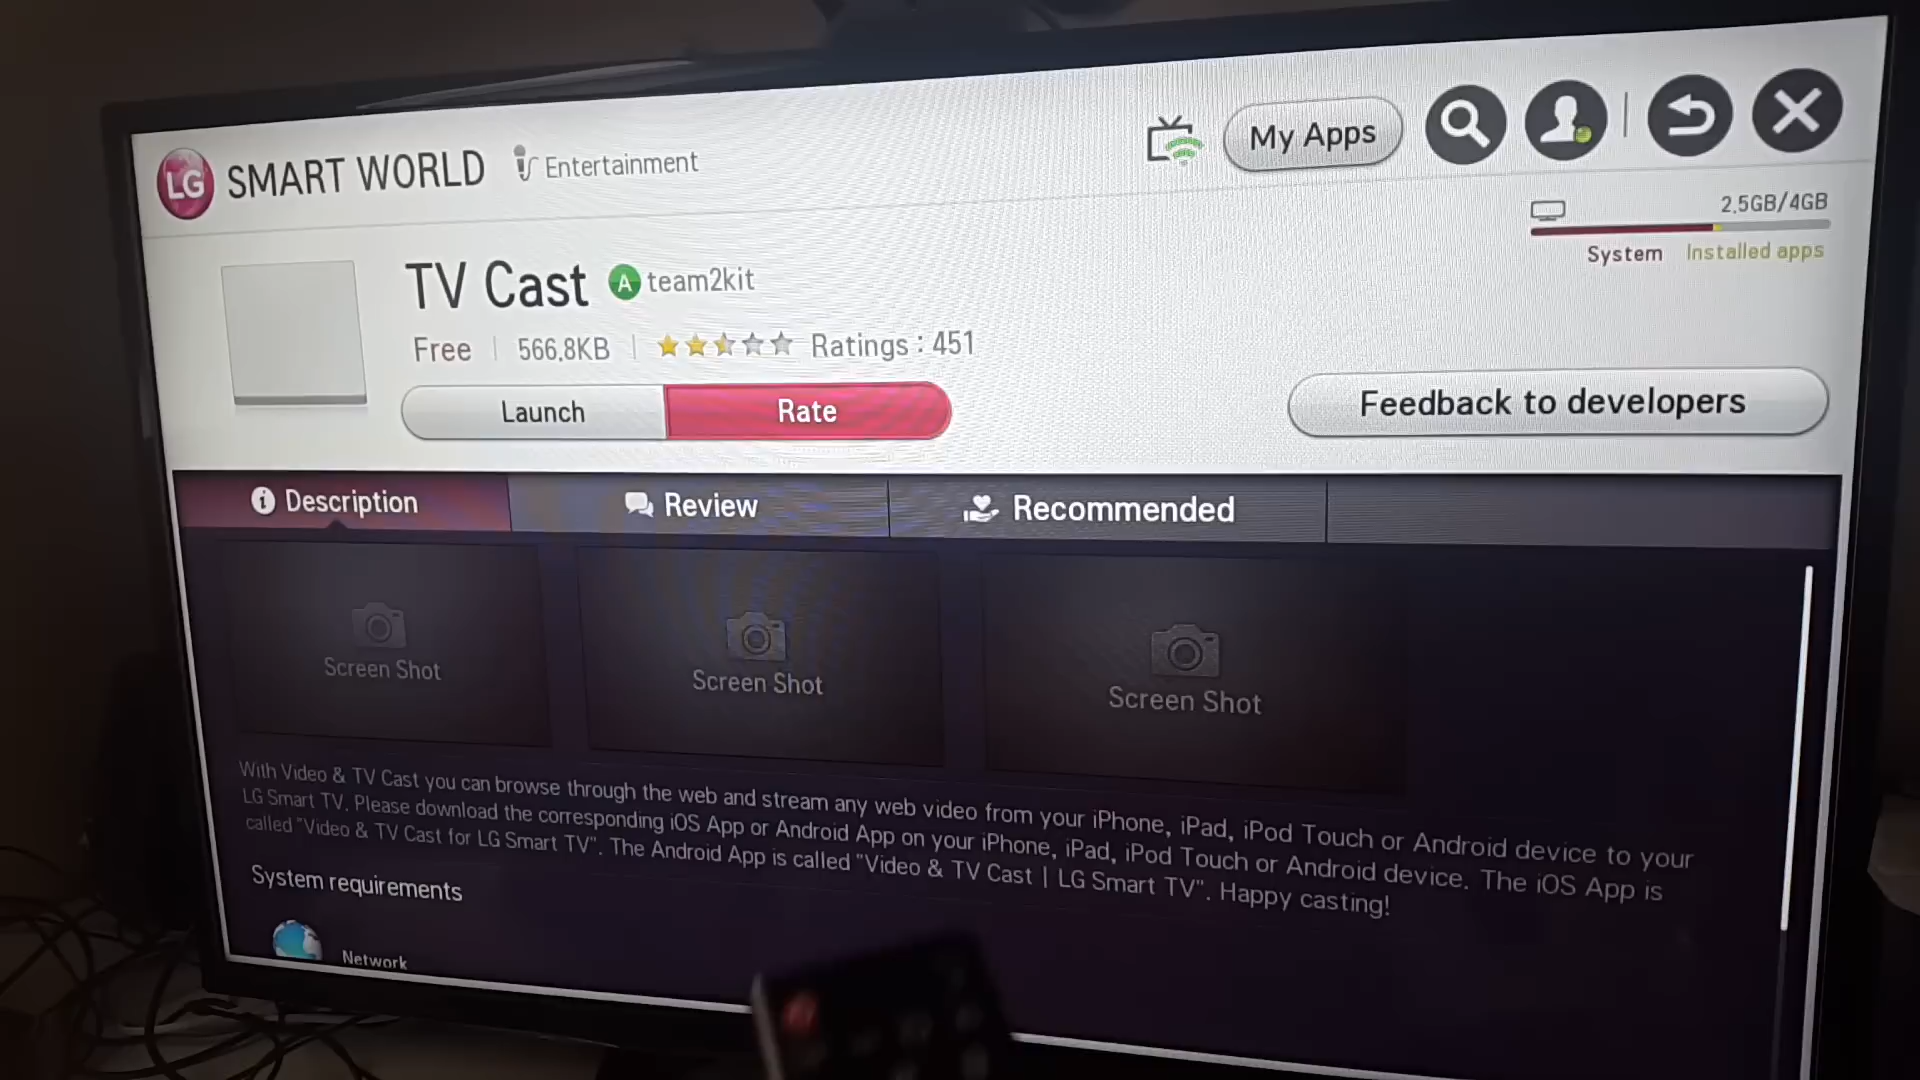 LG SMART WORLD Entertainment My Apps
2.5GB/4GB
System Installed apps
TV Cast A team2kit
Free 566.8KB Ratings : 451
Launch Rate Feedback to developers
Description Review Recommended
Screen Shot Screen Shot Screen Shot
With Video & TV Cast you can browse through the web and stream any web video from your iPhone, iPad, iPod Touch or Android device to your
LG Smart TV. Please download the corresponding iOS App or Android App on your iPhone, iPad, iPod Touch or Android device. The iOS App is
called "Video & TV Cast for LG Smart TV". The Android App is called "Video & TV Cast | LG Smart TV". Happy casting!
System requirements
Network